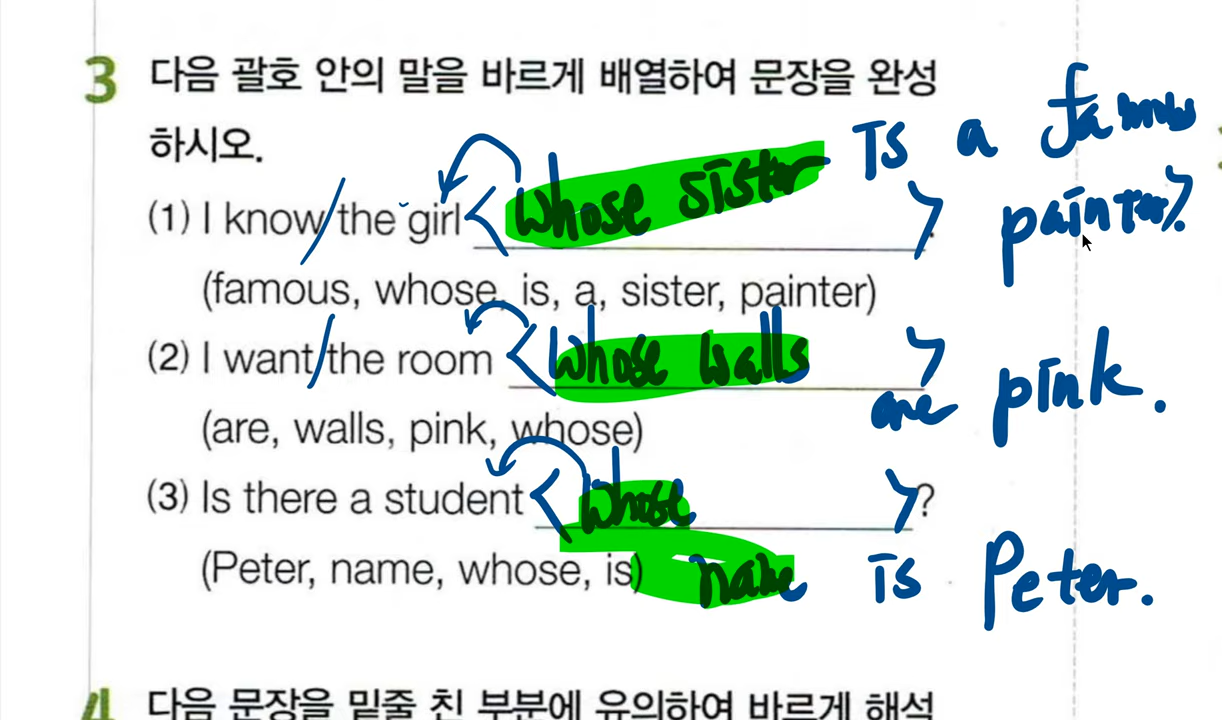 3 다음 괄호 안의 말을 바르게 배열하여 문장을 완성
하시오.
(1) I know/the girl < whose sister > is a famous painter.
(famous, whose, is, a, sister, painter)
(2) I want/the room < whose walls > are pink.
(are, walls, pink, whose)
(3) Is there a student < whose > ?
(Peter, name, whose, is) name is Peter.
4 다음 문장을 밑줄 친 부분에 유의하여 바르게 해석